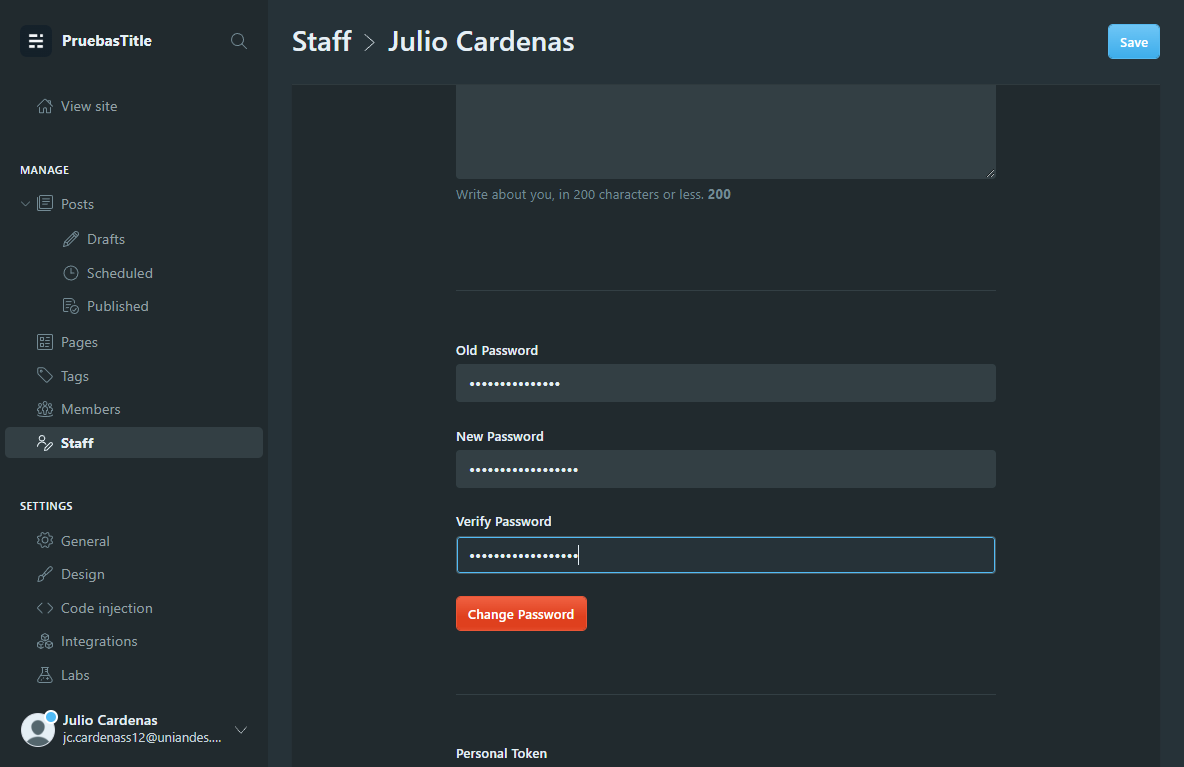 PruebasTitle
View site
MANAGE
Posts
Drafts
Scheduled
Published
Pages
Tags
Members
Staff
SETTINGS
General
Design
Code injection
Integrations
Labs
Julio Cardenas
jc.cardenass12@uniandes....
Staff > Julio Cardenas
Save
Write about you, in 200 characters or less. 200
Old Password
•••••••••••••••
New Password
••••••••••••••••••
Verify Password
••••••••••••••••••
Change Password
Personal Token